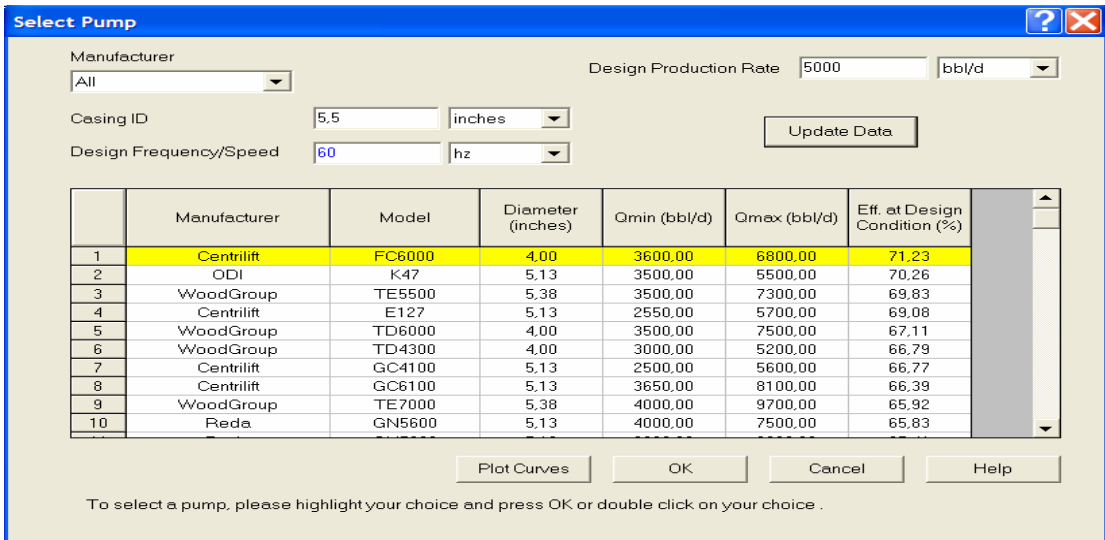 Select Pump
Manufacturer
All
Design Production Rate 5000 bbl/d
Casing ID 5,5 inches
Update Data
Design Frequency/Speed 60 hz
Manufacturer Model Diameter (inches) Qmin (bbl/d) Qmax (bbl/d) Eff. at Design Condition (%)
1 Centrilift FC6000 4,00 3600,00 6800,00 71,23
2 ODI K47 5,13 3500,00 5500,00 70,26
3 WoodGroup TE5500 5,38 3500,00 7300,00 69,83
4 Centrilift E127 5,13 2550,00 5700,00 69,08
5 WoodGroup TD6000 4,00 3500,00 7500,00 67,11
6 WoodGroup TD4300 4,00 3000,00 5200,00 66,79
7 Centrilift GC4100 5,13 2500,00 5600,00 66,77
8 Centrilift GC6100 5,13 3650,00 8100,00 66,39
9 WoodGroup TE7000 5,38 4000,00 9700,00 65,92
10 Reda GN5600 5,13 4000,00 7500,00 65,83
Plot Curves OK Cancel Help
To select a pump, please highlight your choice and press OK or double click on your choice .